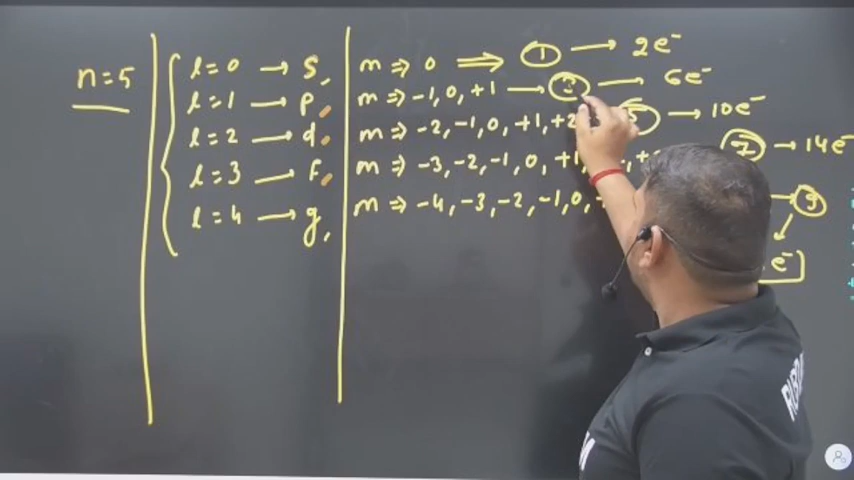 n=5
l=0 → S, m ⇒ 0 ⇒ 1 → 2e⁻
l=1 → p, m ⇒ -1, 0, +1 → 3 → 6e⁻
l=2 → d, m ⇒ -2, -1, 0, +1, +2 5 → 10e⁻
l=3 → F, m ⇒ -3, -2, -1, 0, +1, 7 → 14e⁻
l=4 → g, m ⇒ -4, -3, -2, -1, 0, → 9
e⁻